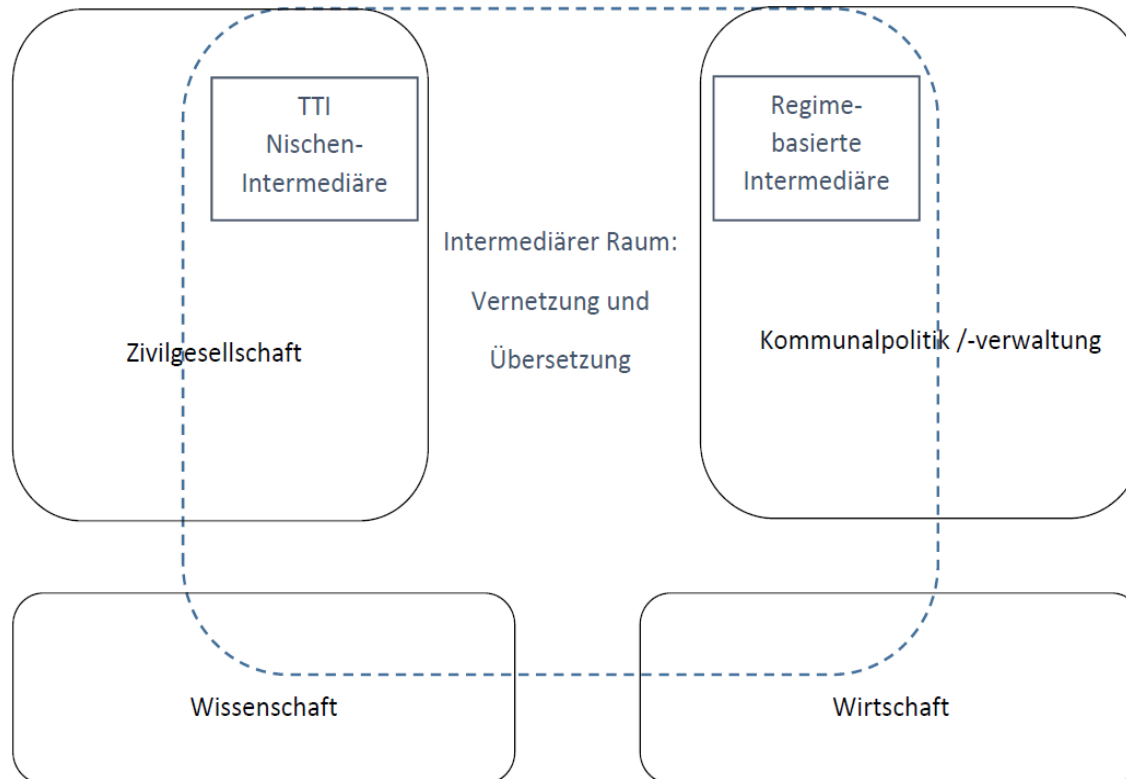 TTI
Nischen-
Intermediäre
Regime-
basierte
Intermediäre
Intermediärer Raum:
Vernetzung und
Übersetzung
Zivilgesellschaft
Kommunalpolitik /-verwaltung
Wissenschaft
Wirtschaft